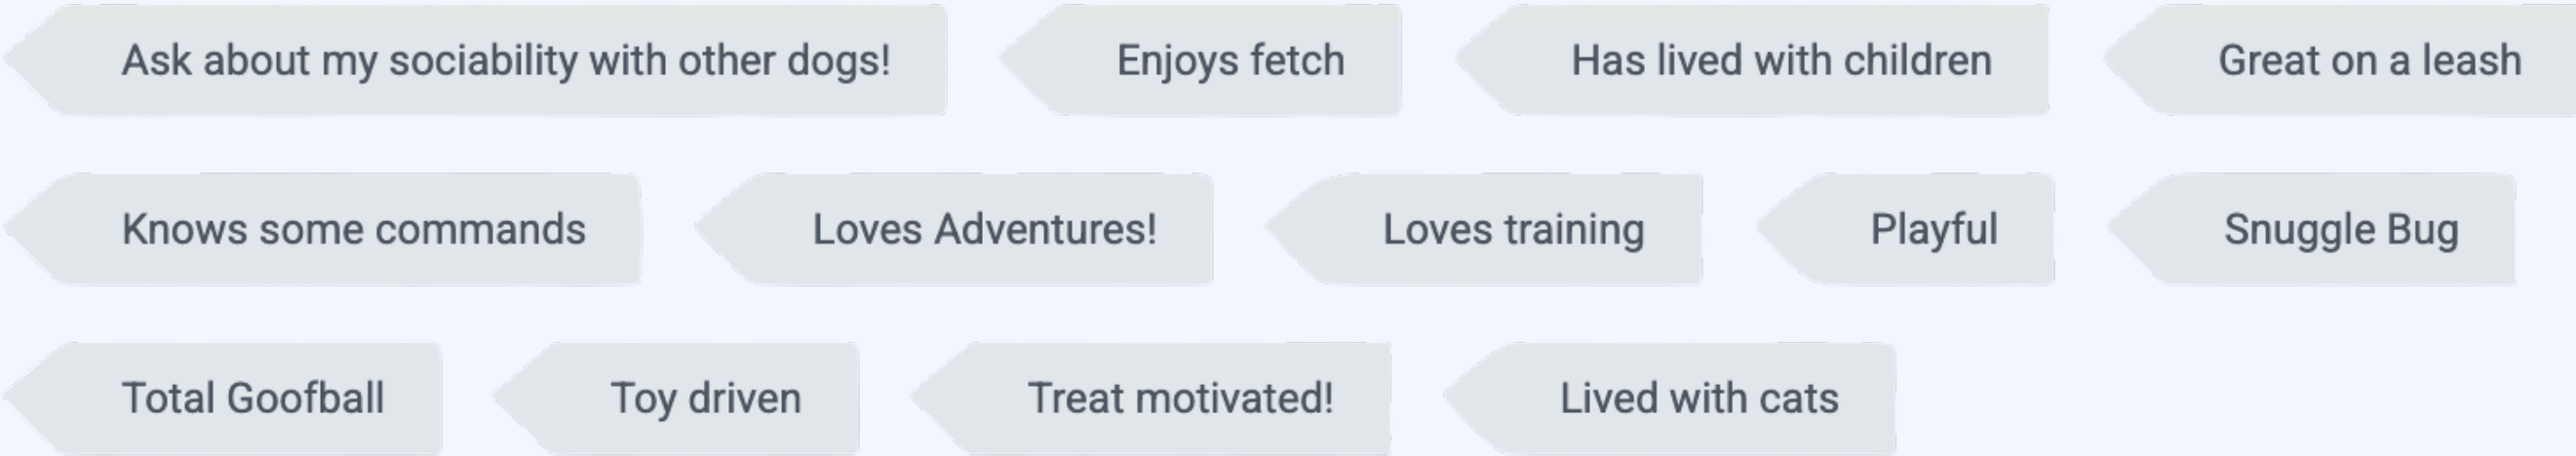 Ask about my sociability with other dogs! Enjoys fetch Has lived with children Great on a leash
Knows some commands Loves Adventures! Loves training Playful Snuggle Bug
Total Goofball Toy driven Treat motivated! Lived with cats